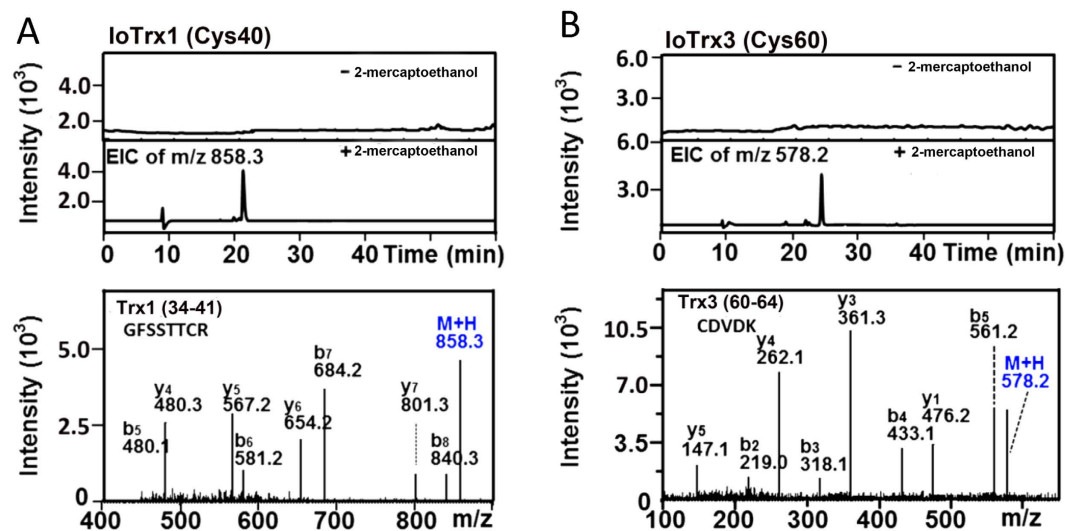 A
IoTrx1 (Cys40)
Intensity (10³)
4.0
2.0
- 2-mercaptoethanol
EIC of m/z 858.3
+ 2-mercaptoethanol
4.0
2.0
0 10 20 30 40 Time (min)
Trx1 (34-41)
GFSSTTCR
Intensity (10³)
5.0
2.5
0
b5
480.1
y4
480.3
y5
567.2
b6
581.2
y6
654.2
b7
684.2
y7
801.3
b8
840.3
M+H
858.3
400 500 600 700 800 m/z
B
IoTrx3 (Cys60)
Intensity (10³)
6.0
3.0
- 2-mercaptoethanol
6.0
EIC of m/z 578.2
+ 2-mercaptoethanol
3.0
0 10 20 30 40 Time (min)
Trx3 (60-64)
CDVDK
Intensity (10³)
10.5
7.0
3.5
0
y5
147.1
b2
219.0
y4
262.1
b3
318.1
y3
361.3
b4
433.1
y1
476.2
b5
561.2
M+H
578.2
100 200 300 400 500 m/z